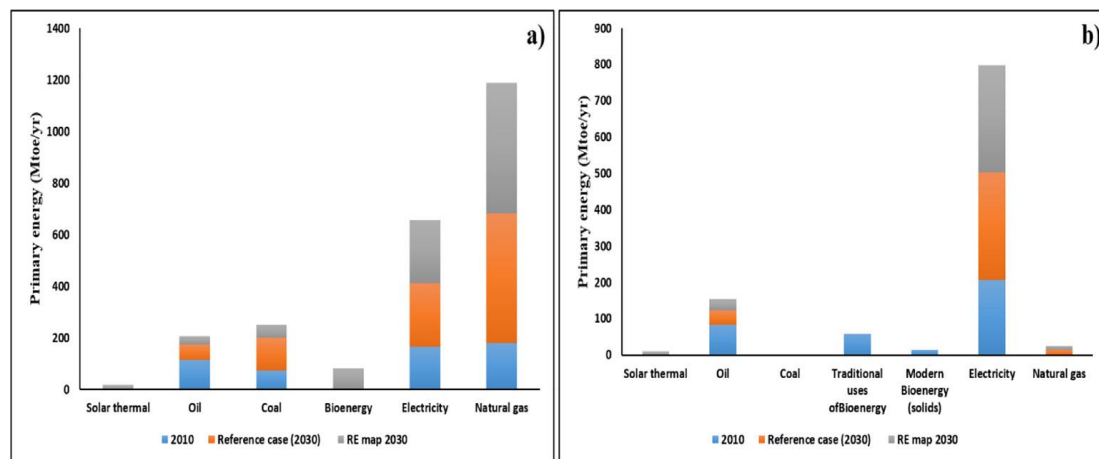 a)
Primary energy (Mtoe/yr)
1400
1200
1000
800
600
400
200
0
Solar thermal Oil Coal Bioenergy Electricity Natural gas
2010 Reference case (2030) RE map 2030
b)
Primary energy (Mtoe/yr)
900
800
700
600
500
400
300
200
100
0
Solar thermal Oil Coal Traditional Modern Electricity Natural gas
uses Bioenergy
ofBioenergy (solids)
2010 Reference case (2030) RE map 2030